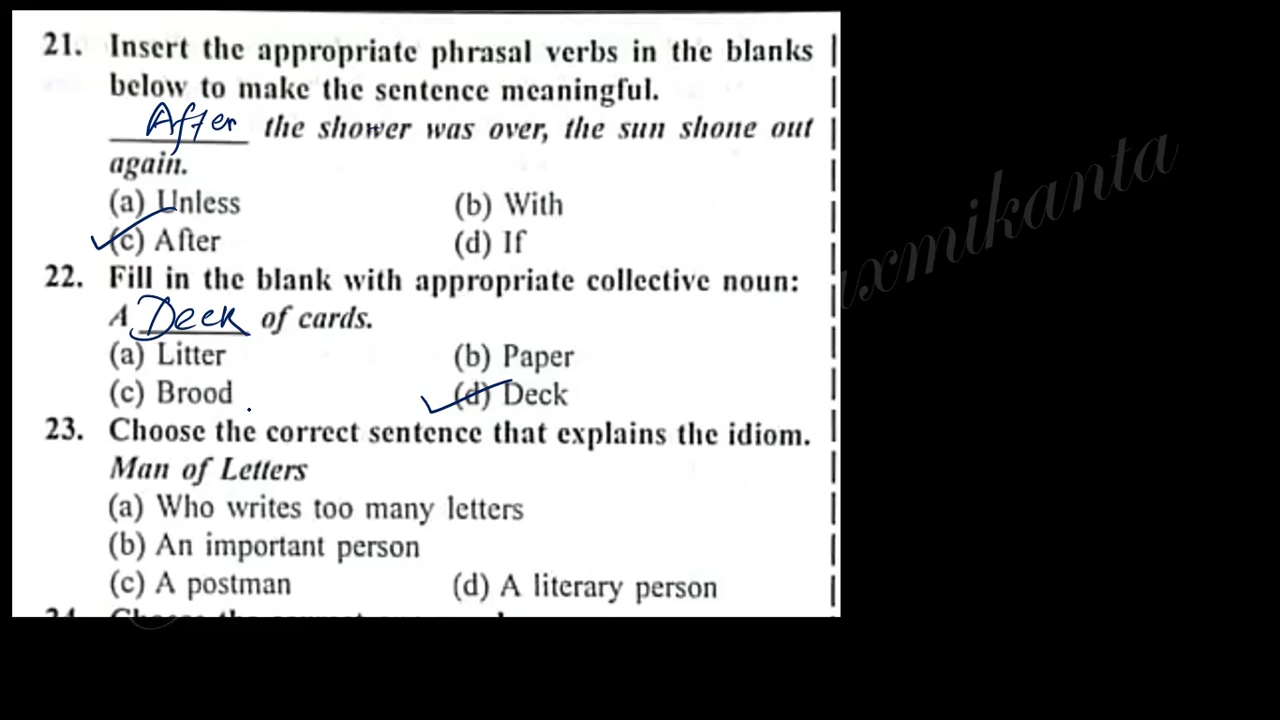 21. Insert the appropriate phrasal verbs in the blanks
below to make the sentence meaningful.
After the shower was over, the sun shone out
again.
(a) Unless (b) With
(c) After (d) If
22. Fill in the blank with appropriate collective noun:
A Deck of cards.
(a) Litter (b) Paper
(c) Brood (d) Deck
23. Choose the correct sentence that explains the idiom.
Man of Letters
(a) Who writes too many letters
(b) An important person
(c) A postman (d) A literary person
axmikanta